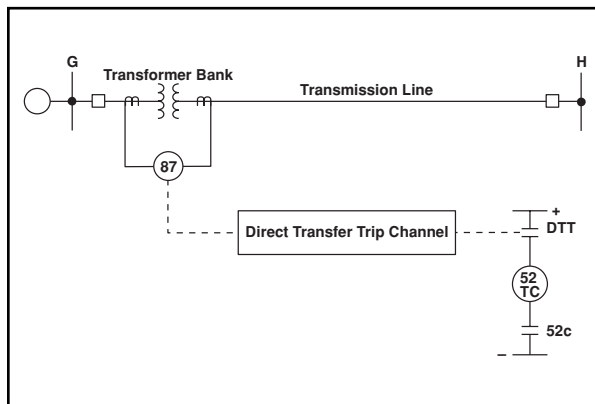 G
H
Transformer Bank
Transmission Line
87
Direct Transfer Trip Channel
+
DTT
52
TC
52c
–